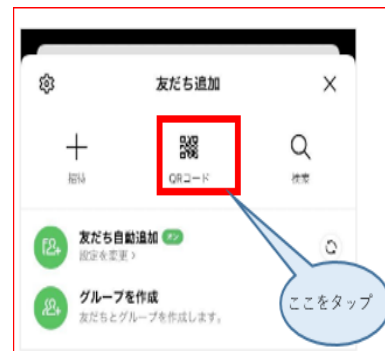 友だち追加
招待
QRコード
検索
友だち自動追加 オン
設定を変更 >
グループを作成
友だちとグループを作成します。
ここをタップ